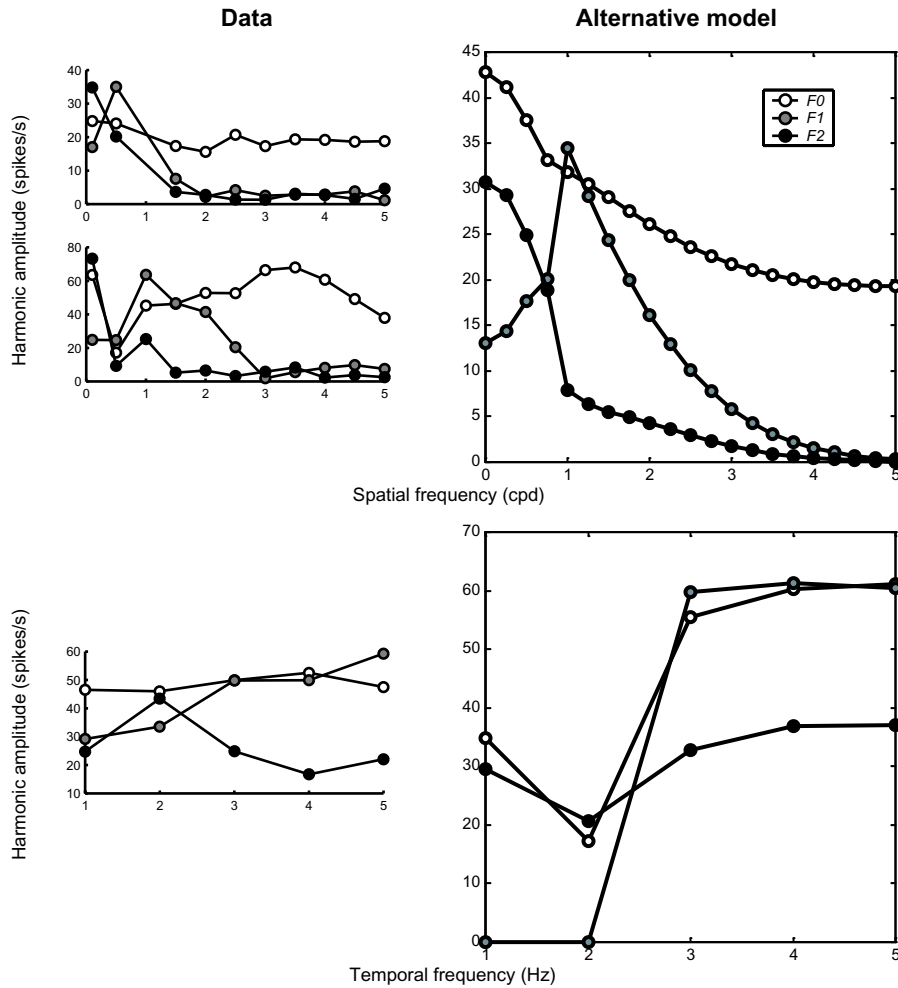 Data
Alternative model
Harmonic amplitude (spikes/s)
40
30
20
10
0
0 1 2 3 4 5
80
60
40
20
0
0 1 2 3 4 5
45
40
35
30
25
20
15
10
5
0
0 1 2 3 4 5
F0
F1
F2
Spatial frequency (cpd)
Harmonic amplitude (spikes/s)
60
50
40
30
20
10
1 2 3 4 5
70
60
50
40
30
20
10
0
1 2 3 4 5
Temporal frequency (Hz)